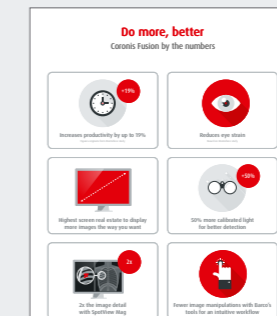 Do more, better
Coronis Fusion by the numbers
+19%
Increases productivity by up to 19%
Reduces eye strain
Highest screen real estate to display
more images the way you want
+50%
50% more calibrated light
for better detection
2x
2x the image detail
with SpotView Mag
Fewer image manipulations with Barco's
tools for an intuitive workflow